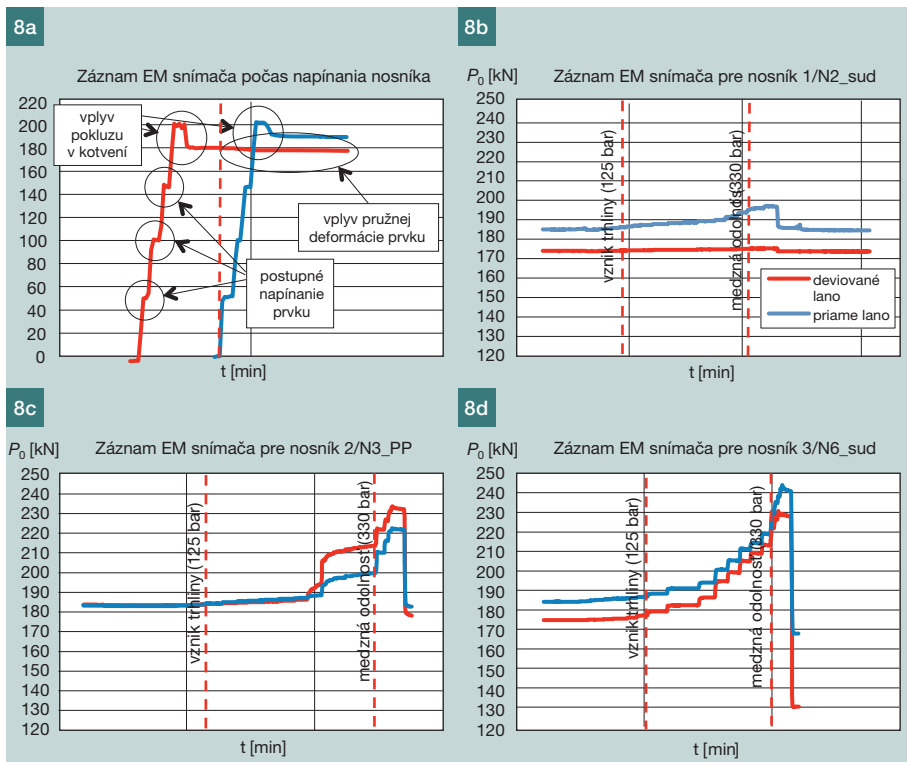 8a
Záznam EM snímača počas napínania nosníka
220
200
180
160
140
120
100
80
60
40
20
0
vplyv
pokluzu
v kotvení
vplyv pružnej
deformácie prvku
postupné
napínanie
prvku
t [min]
8b
P0 [kN]
Záznam EM snímača pre nosník 1/N2_sud
250
240
230
220
210
200
190
180
170
160
150
140
130
120
vznik trhliny (125 bar)
medzná odolnosť (330 bar)
deviované
lano
priame lano
t [min]
8c
P0 [kN]
Záznam EM snímača pre nosník 2/N3_PP
250
240
230
220
210
200
190
180
170
160
150
140
130
120
vznik trhliny (125 bar)
medzná odolnosť (330 bar)
t [min]
8d
P0 [kN]
Záznam EM snímača pre nosník 3/N6_sud
250
240
230
220
210
200
190
180
170
160
150
140
130
120
vznik trhliny (125 bar)
medzná odolnosť (330 bar)
t [min]